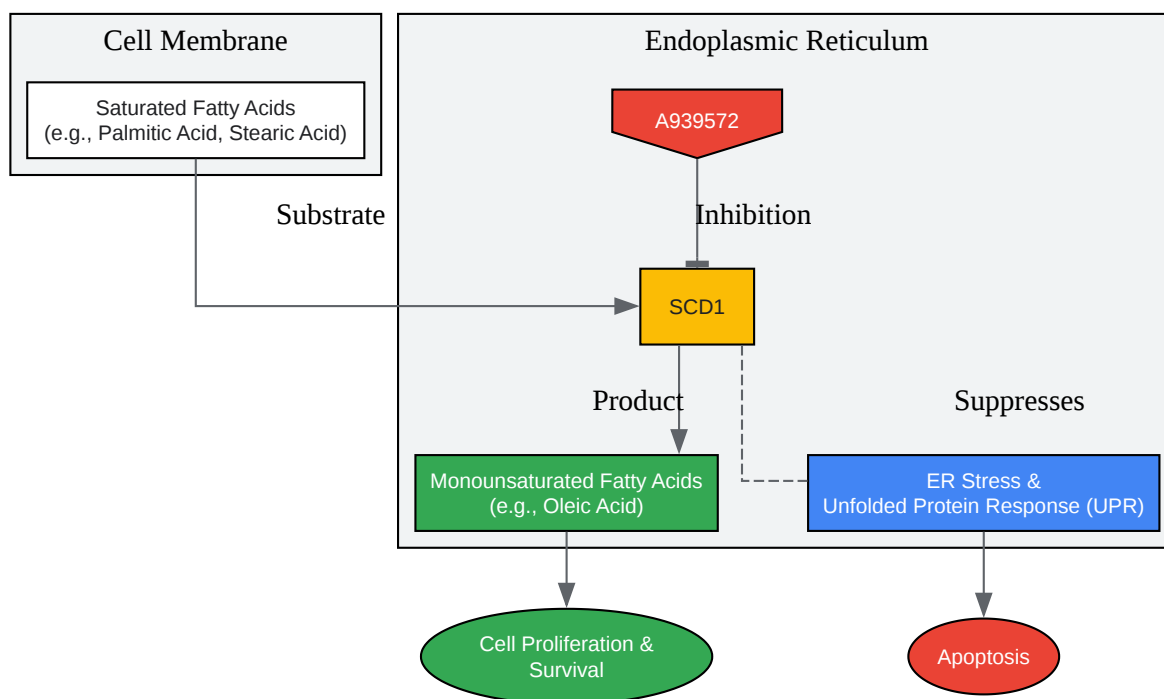 Cell Membrane
Endoplasmic Reticulum
Saturated Fatty Acids
(e.g., Palmitic Acid, Stearic Acid)
A939572
Substrate
Inhibition
SCD1
Product
Suppresses
Monounsaturated Fatty Acids
(e.g., Oleic Acid)
ER Stress &
Unfolded Protein Response (UPR)
Cell Proliferation &
Survival
Apoptosis